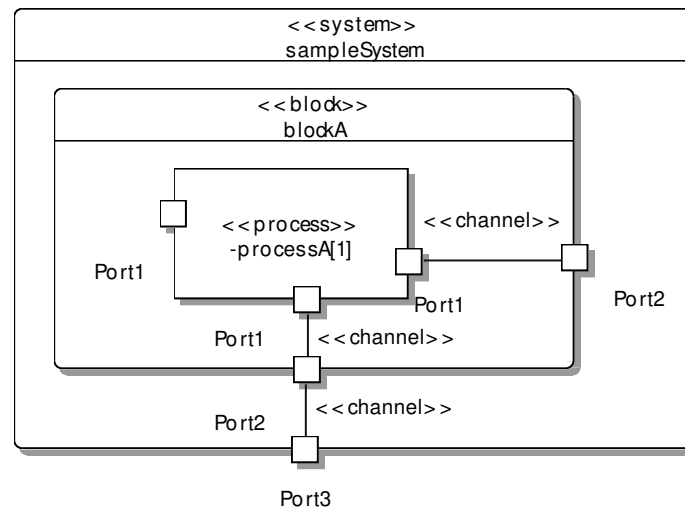 <<system>>
sampleSystem
<<block>>
blockA
<<process>>
-processA[1]
<<channel>>
Port1
Port1
Port2
Port1
<<channel>>
Port2
<<channel>>
Port3